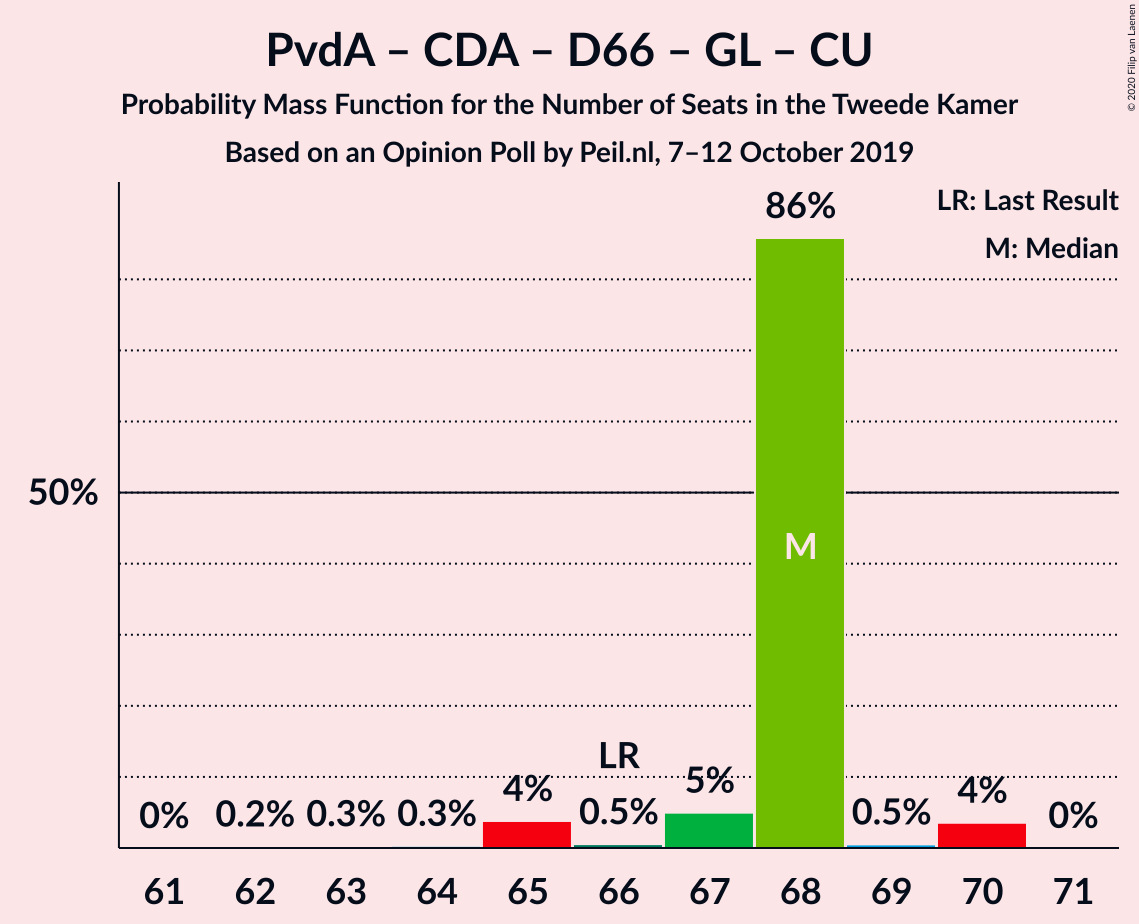 PvdA – CDA – D66 – GL – CU
Probability Mass Function for the Number of Seats in the Tweede Kamer
Based on an Opinion Poll by Peil.nl, 7–12 October 2019
© 2020 Filip van Laenen
LR: Last Result
M: Median
86%
50%
M
LR
0% 0.2% 0.3% 0.3% 4% 0.5% 5% 0.5% 4% 0%
61 62 63 64 65 66 67 68 69 70 71